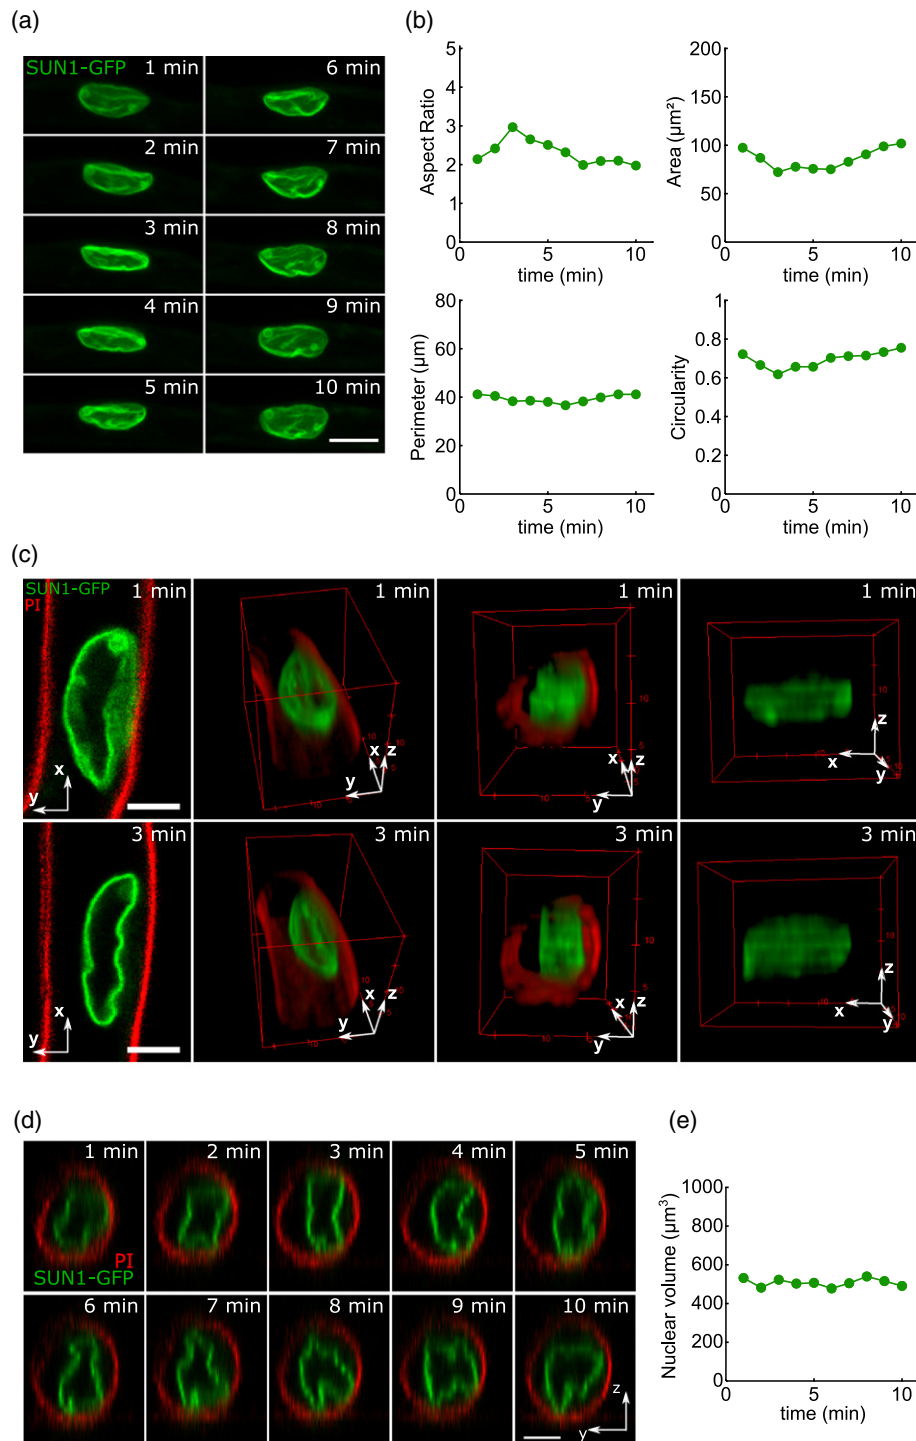 (a)
SUN1-GFP 1 min 6 min
2 min 7 min
3 min 8 min
4 min 9 min
5 min 10 min
(b)
5
4
3
2
1
0
Aspect Ratio
0 5 10
time (min)
200
150
100
50
0
Area (µm²)
0 5 10
time (min)
80
60
40
20
0
Perimeter (µm)
0 5 10
time (min)
1
0.8
0.6
0.4
0.2
0
Circularity
0 5 10
time (min)
(c)
SUN1-GFP
PI
1 min 1 min 1 min 1 min
x y
x z y
x z y
z x y
3 min 3 min 3 min 3 min
x y
x z y
x z y
z x y
(d)
1 min 2 min 3 min 4 min 5 min
PI
SUN1-GFP
6 min 7 min 8 min 9 min 10 min
z
y
(e)
1000
800
600
400
200
0
Nuclear volume (µm³)
0 5 10
time (min)